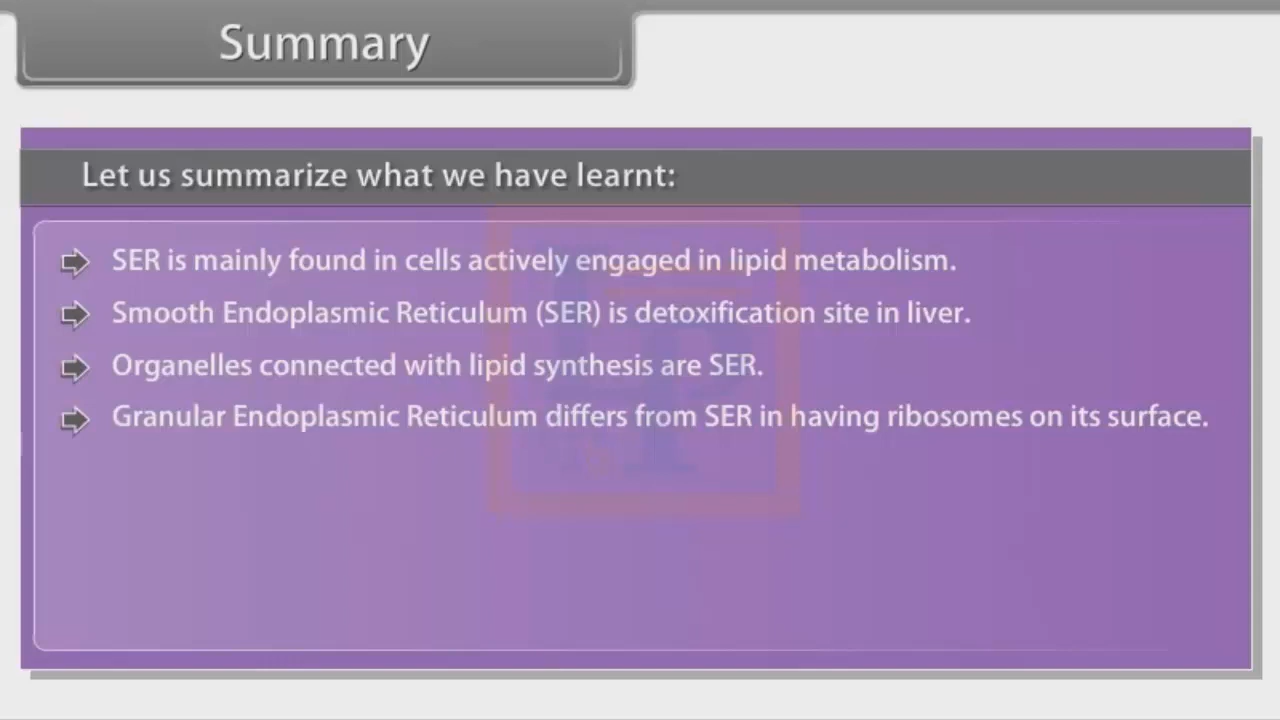 Summary
Let us summarize what we have learnt:
SER is mainly found in cells actively engaged in lipid metabolism.
Smooth Endoplasmic Reticulum (SER) is detoxification site in liver.
Organelles connected with lipid synthesis are SER.
Granular Endoplasmic Reticulum differs from SER in having ribosomes on its surface.